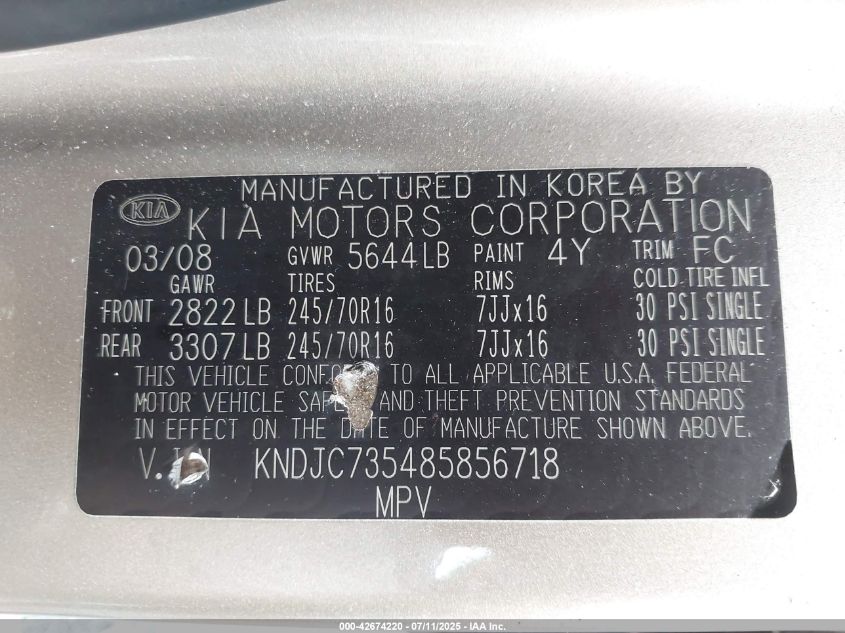 MANUFACTURED IN KOREA BY
KIA KIA MOTORS CORPORATION
03/08 GVWR 5644LB PAINT 4Y TRIM FC
GAWR TIRES RIMS COLD TIRE INFL
FRONT 2822LB 245/70R16 7JJx16 30 PSI SINGLE
REAR 3307LB 245/70R16 7JJx16 30 PSI SINGLE
THIS VEHICLE TO ALL APPLICABLE U.S.A. FEDERAL
MOTOR VEHICLE AND THEFT PREVENTION STANDARDS
IN EFFECT ON THE DATE OF MANUFACTURE SHOWN ABOVE.
KNDJC735485856718
MPV
000-42674220 - 07/11/2025 - IAA Inc.